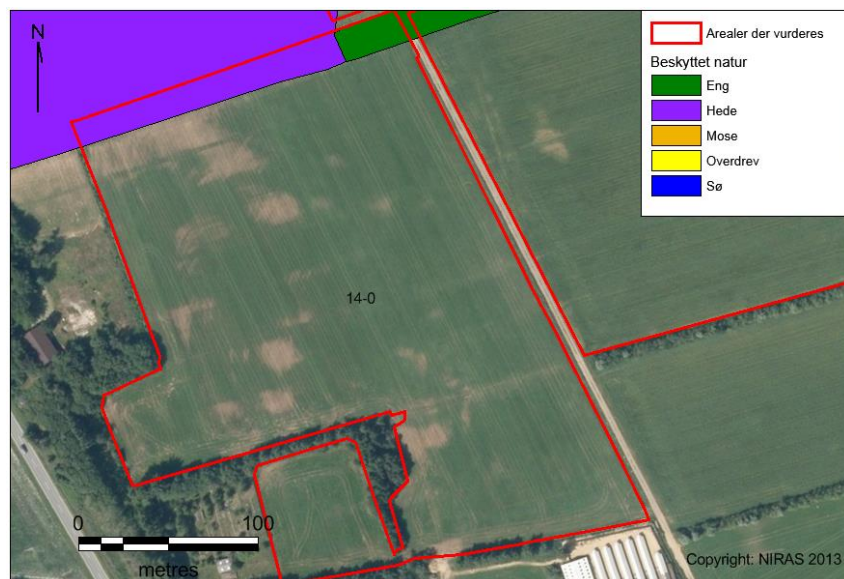 N
Arealer der vurderes
Beskyttet natur
Eng
Hede
Mose
Overdrev
Sø
14-0
0 100
metres
Copyright: NIRAS 2013